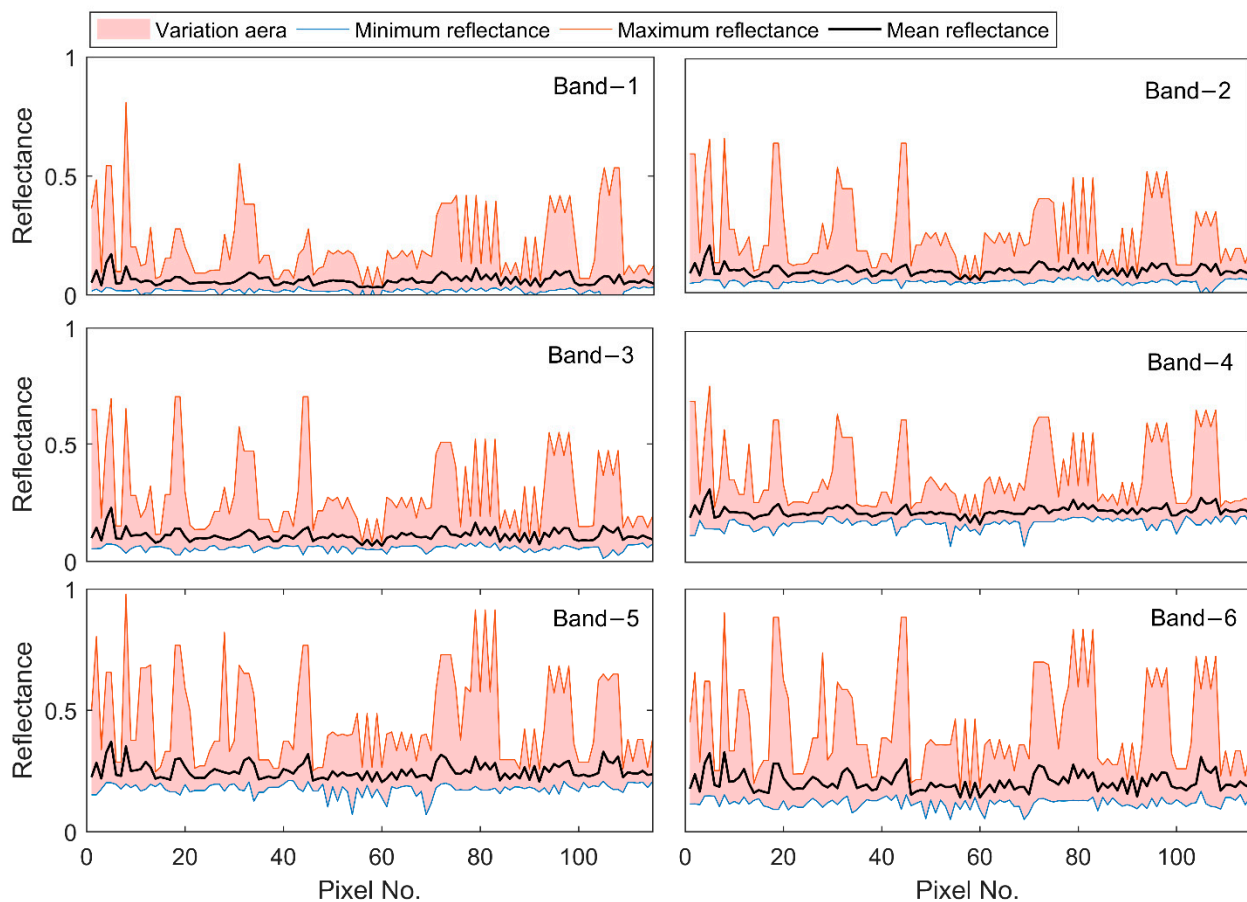 Variation aera Minimum reflectance Maximum reflectance Mean reflectance
1
0.5
0
Reflectance
Band−1
Band−2
1
0.5
0
Reflectance
Band−3
Band−4
1
0.5
0
Reflectance
Band−5
Band−6
0 20 40 60 80 100
0 20 40 60 80 100
Pixel No.
Pixel No.